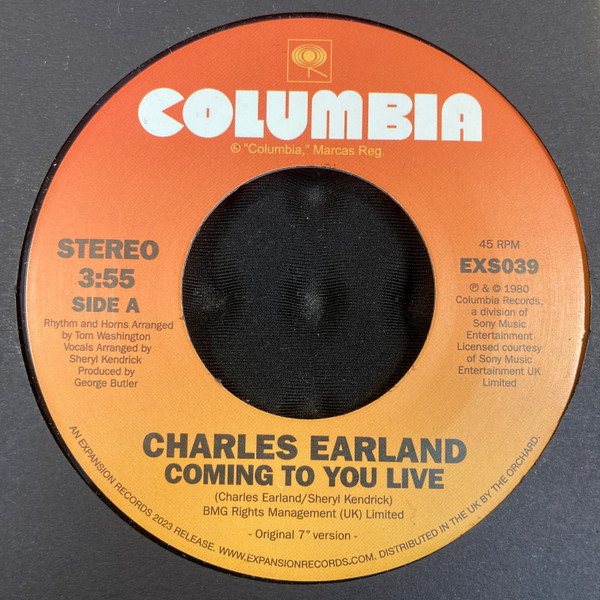 COLUMBIA
® "Columbia," Marcas Reg.
STEREO
3:55
SIDE A
Rhythm and Horns Arranged
by Tom Washington
Vocals Arranged by
Sheryl Kendrick
Produced by
George Butler
45 RPM
EXS039
℗ & © 1980
Columbia Records,
a division of
Sony Music
Entertainment
Licensed courtesy
of Sony Music
Entertainment UK
Limited
CHARLES EARLAND
COMING TO YOU LIVE
(Charles Earland/Sheryl Kendrick)
BMG Rights Management (UK) Limited
- Original 7" version -
AN EXPANSION RECORDS 2023 RELEASE. WWW.EXPANSIONRECORDS.COM. DISTRIBUTED IN THE UK BY THE ORCHARD.